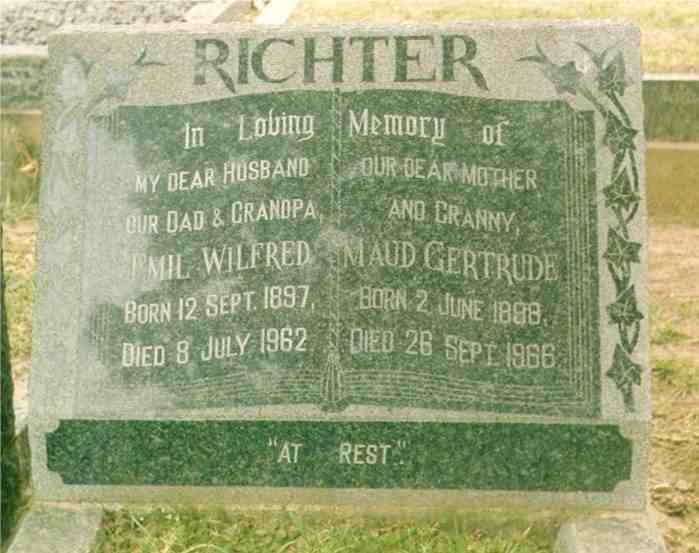 RICHTER
In Loving Memory of
MY DEAR HUSBAND
OUR DAD & GRANDPA,
EMIL WILFRED
BORN 12 SEPT. 1897,
DIED 8 JULY 1962
OUR DEAR MOTHER
AND GRANNY,
MAUD GERTRUDE
BORN 2 JUNE
DIED 26 SEPT. 1966
"AT REST".